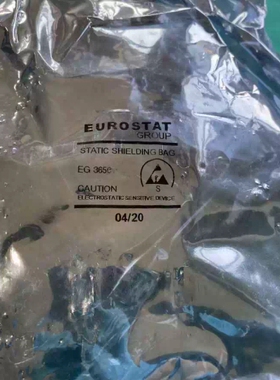 EUROSTAT
GROUP
STATIC SHIELDING BAG
EG 3650
CAUTION S
ELECTROSTATIC SENSITIVE DEVICE
04/20